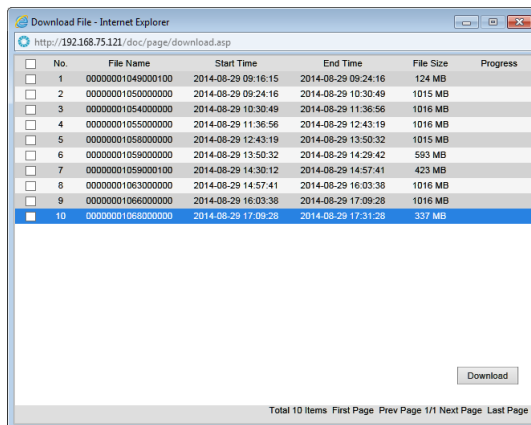 Download File - Internet Explorer
http://192.168.75.121/doc/page/download.asp
No. File Name Start Time End Time File Size Progress
1 00000001049000100 2014-08-29 09:16:15 2014-08-29 09:24:16 124 MB
2 00000001050000000 2014-08-29 09:24:16 2014-08-29 10:30:49 1015 MB
3 00000001054000000 2014-08-29 10:30:49 2014-08-29 11:36:56 1016 MB
4 00000001055000000 2014-08-29 11:36:56 2014-08-29 12:43:19 1016 MB
5 00000001058000000 2014-08-29 12:43:19 2014-08-29 13:50:32 1015 MB
6 00000001059000000 2014-08-29 13:50:32 2014-08-29 14:29:42 593 MB
7 00000001059000100 2014-08-29 14:30:12 2014-08-29 14:57:41 423 MB
8 00000001063000000 2014-08-29 14:57:41 2014-08-29 16:03:38 1016 MB
9 00000001066000000 2014-08-29 16:03:38 2014-08-29 17:09:28 1016 MB
10 00000001068000000 2014-08-29 17:09:28 2014-08-29 17:31:28 337 MB
Download
Total 10 Items First Page Prev Page 1/1 Next Page Last Page